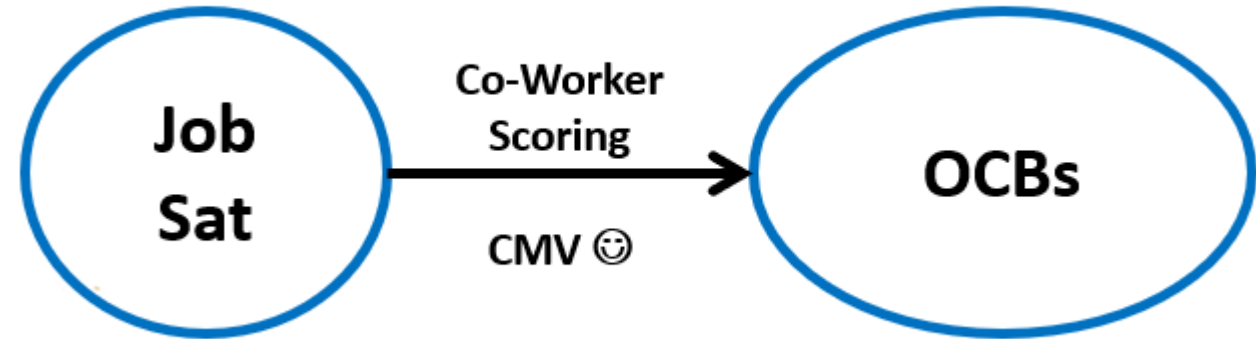 Job
Sat
Co-Worker
Scoring
CMV ☺
OCBs